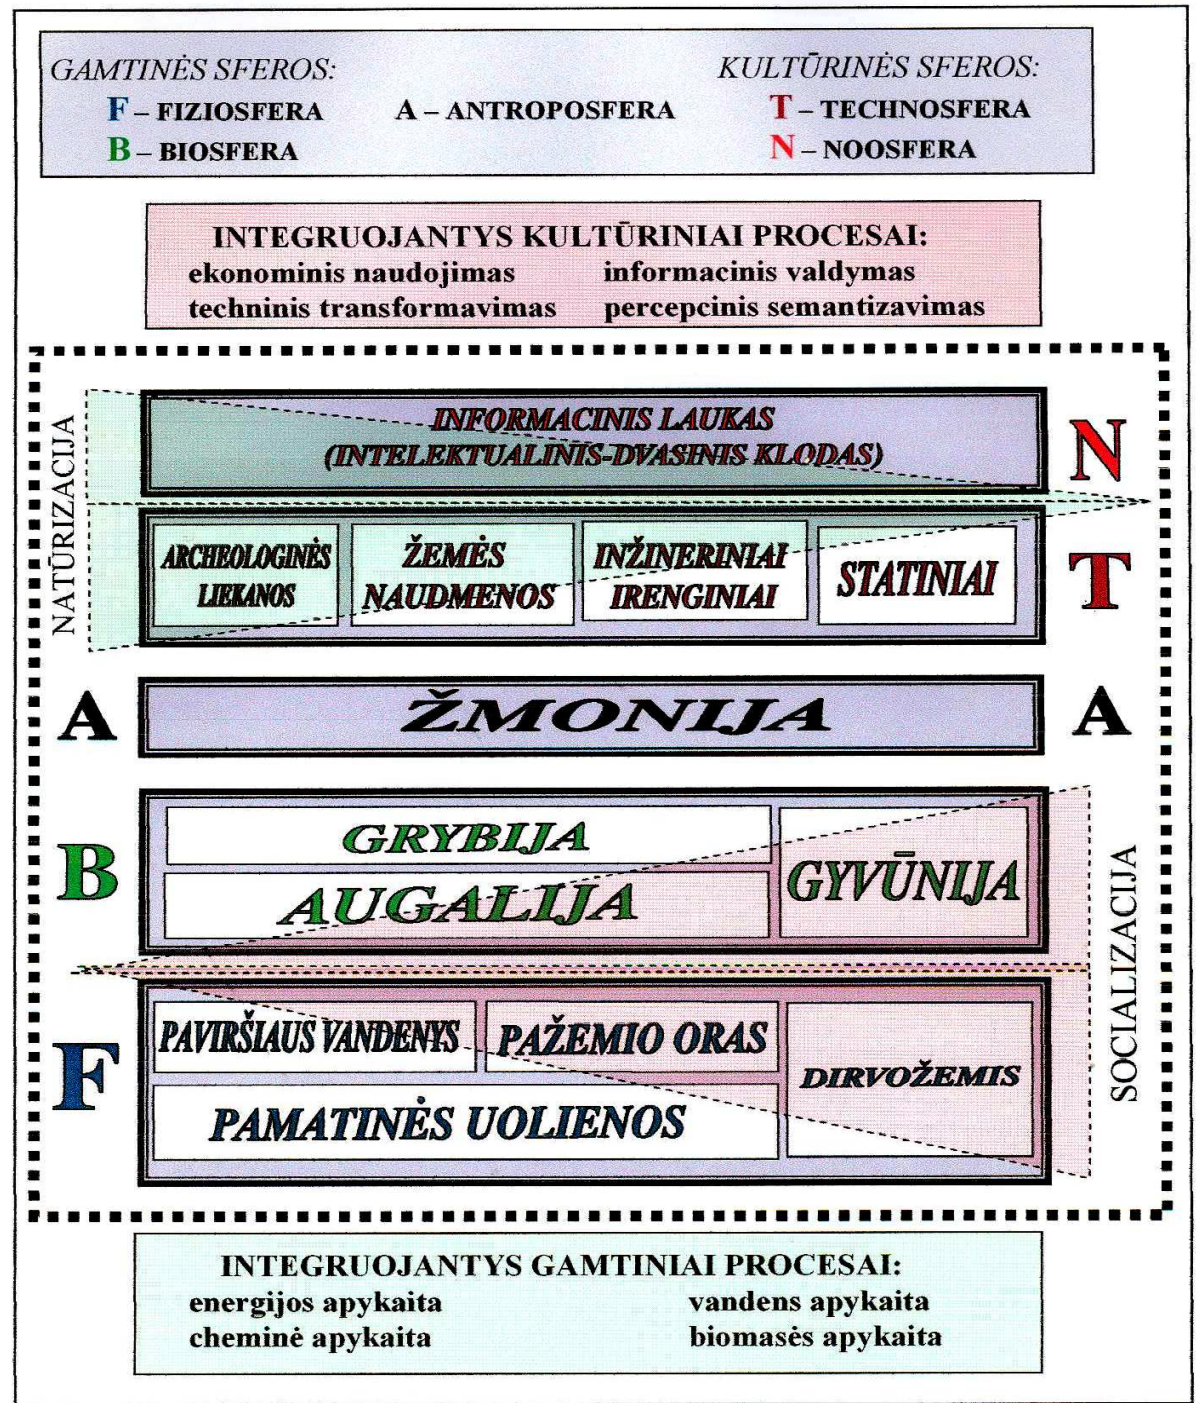 GAMTINĖS SFEROS:
KULTŪRINĖS SFEROS:
F – FIZIOSFERA
A – ANTROPOSFERA
T – TECHNOSFERA
B – BIOSFERA
N – NOOSFERA
INTEGRUOJANTYS KULTŪRINIAI PROCESAI:
ekonominis naudojimas
informacinis valdymas
techninis transformavimas
percepcinis semantizavimas
NATŪRIZACIJA
INFORMACINIS LAUKAS
(INTELEKTUALINIS-DVASINIS KLODAS)
N
ARCHEOLOGINĖS
LIEKANOS
ŽEMĖS
NAUDMENOS
INŽINERINIAI
IRENGINIAI
STATINIAI
T
A
ŽMONIJA
A
B
GRYBIJA
AUGALIJA
GYVŪNIJA
SOCIALIZACIJA
F
PAVIRŠIAUS VANDENYS
PAŽEMIO ORAS
DIRVOŽEMIS
PAMATINĖS UOLIENOS
INTEGRUOJANTYS GAMTINIAI PROCESAI:
energijos apykaita
vandens apykaita
cheminė apykaita
biomasės apykaita